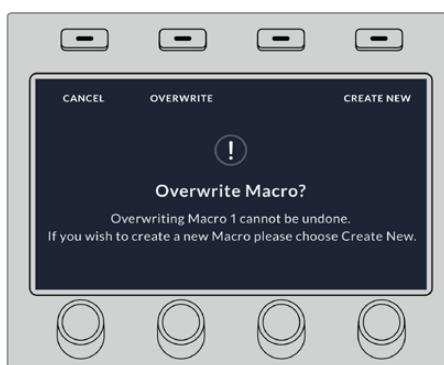 CANCEL OVERWRITE CREATE NEW
!
Overwrite Macro?
Overwriting Macro 1 cannot be undone.
If you wish to create a new Macro please choose Create New.